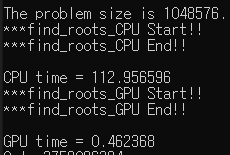 The problem size is 1048576.
***find_roots_CPU Start!!
***find_roots_CPU End!!
CPU time = 112.956596
***find_roots_GPU Start!!
***find_roots_GPU End!!
GPU time = 0.462368